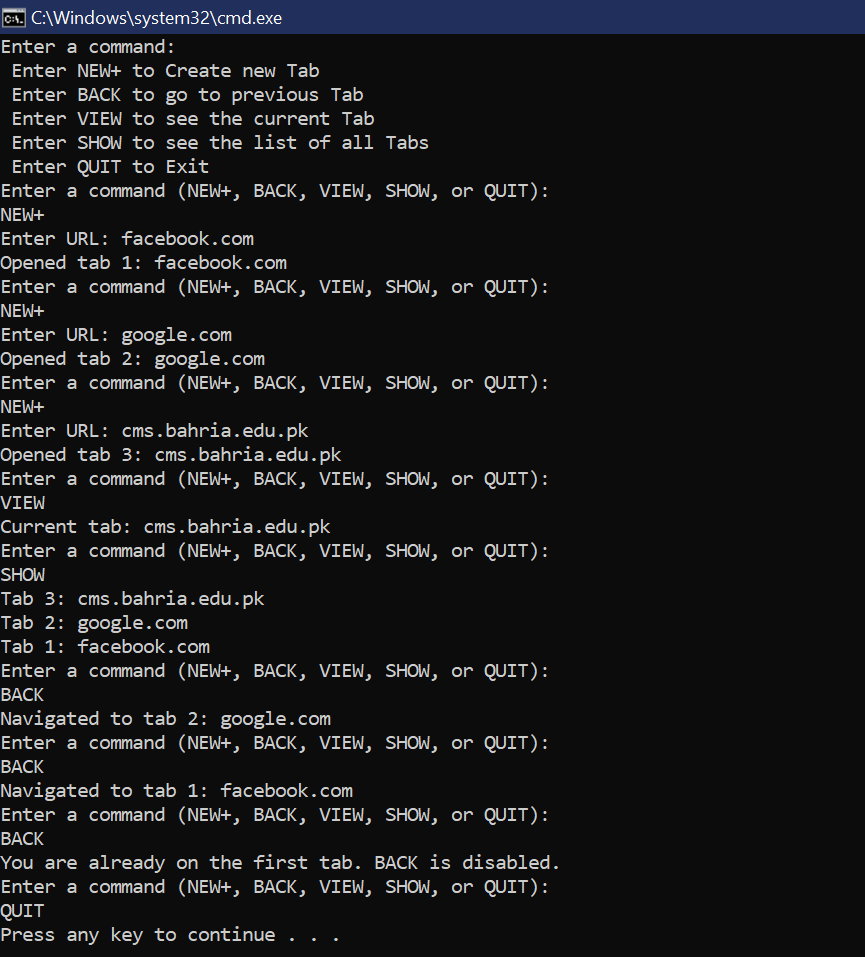 C:\Windows\system32\cmd.exe
Enter a command:
 Enter NEW+ to Create new Tab
 Enter BACK to go to previous Tab
 Enter VIEW to see the current Tab
 Enter SHOW to see the list of all Tabs
 Enter QUIT to Exit
Enter a command (NEW+, BACK, VIEW, SHOW, or QUIT):
NEW+
Enter URL: facebook.com
Opened tab 1: facebook.com
Enter a command (NEW+, BACK, VIEW, SHOW, or QUIT):
NEW+
Enter URL: google.com
Opened tab 2: google.com
Enter a command (NEW+, BACK, VIEW, SHOW, or QUIT):
NEW+
Enter URL: cms.bahria.edu.pk
Opened tab 3: cms.bahria.edu.pk
Enter a command (NEW+, BACK, VIEW, SHOW, or QUIT):
VIEW
Current tab: cms.bahria.edu.pk
Enter a command (NEW+, BACK, VIEW, SHOW, or QUIT):
SHOW
Tab 3: cms.bahria.edu.pk
Tab 2: google.com
Tab 1: facebook.com
Enter a command (NEW+, BACK, VIEW, SHOW, or QUIT):
BACK
Navigated to tab 2: google.com
Enter a command (NEW+, BACK, VIEW, SHOW, or QUIT):
BACK
Navigated to tab 1: facebook.com
Enter a command (NEW+, BACK, VIEW, SHOW, or QUIT):
BACK
You are already on the first tab. BACK is disabled.
Enter a command (NEW+, BACK, VIEW, SHOW, or QUIT):
QUIT
Press any key to continue . . .